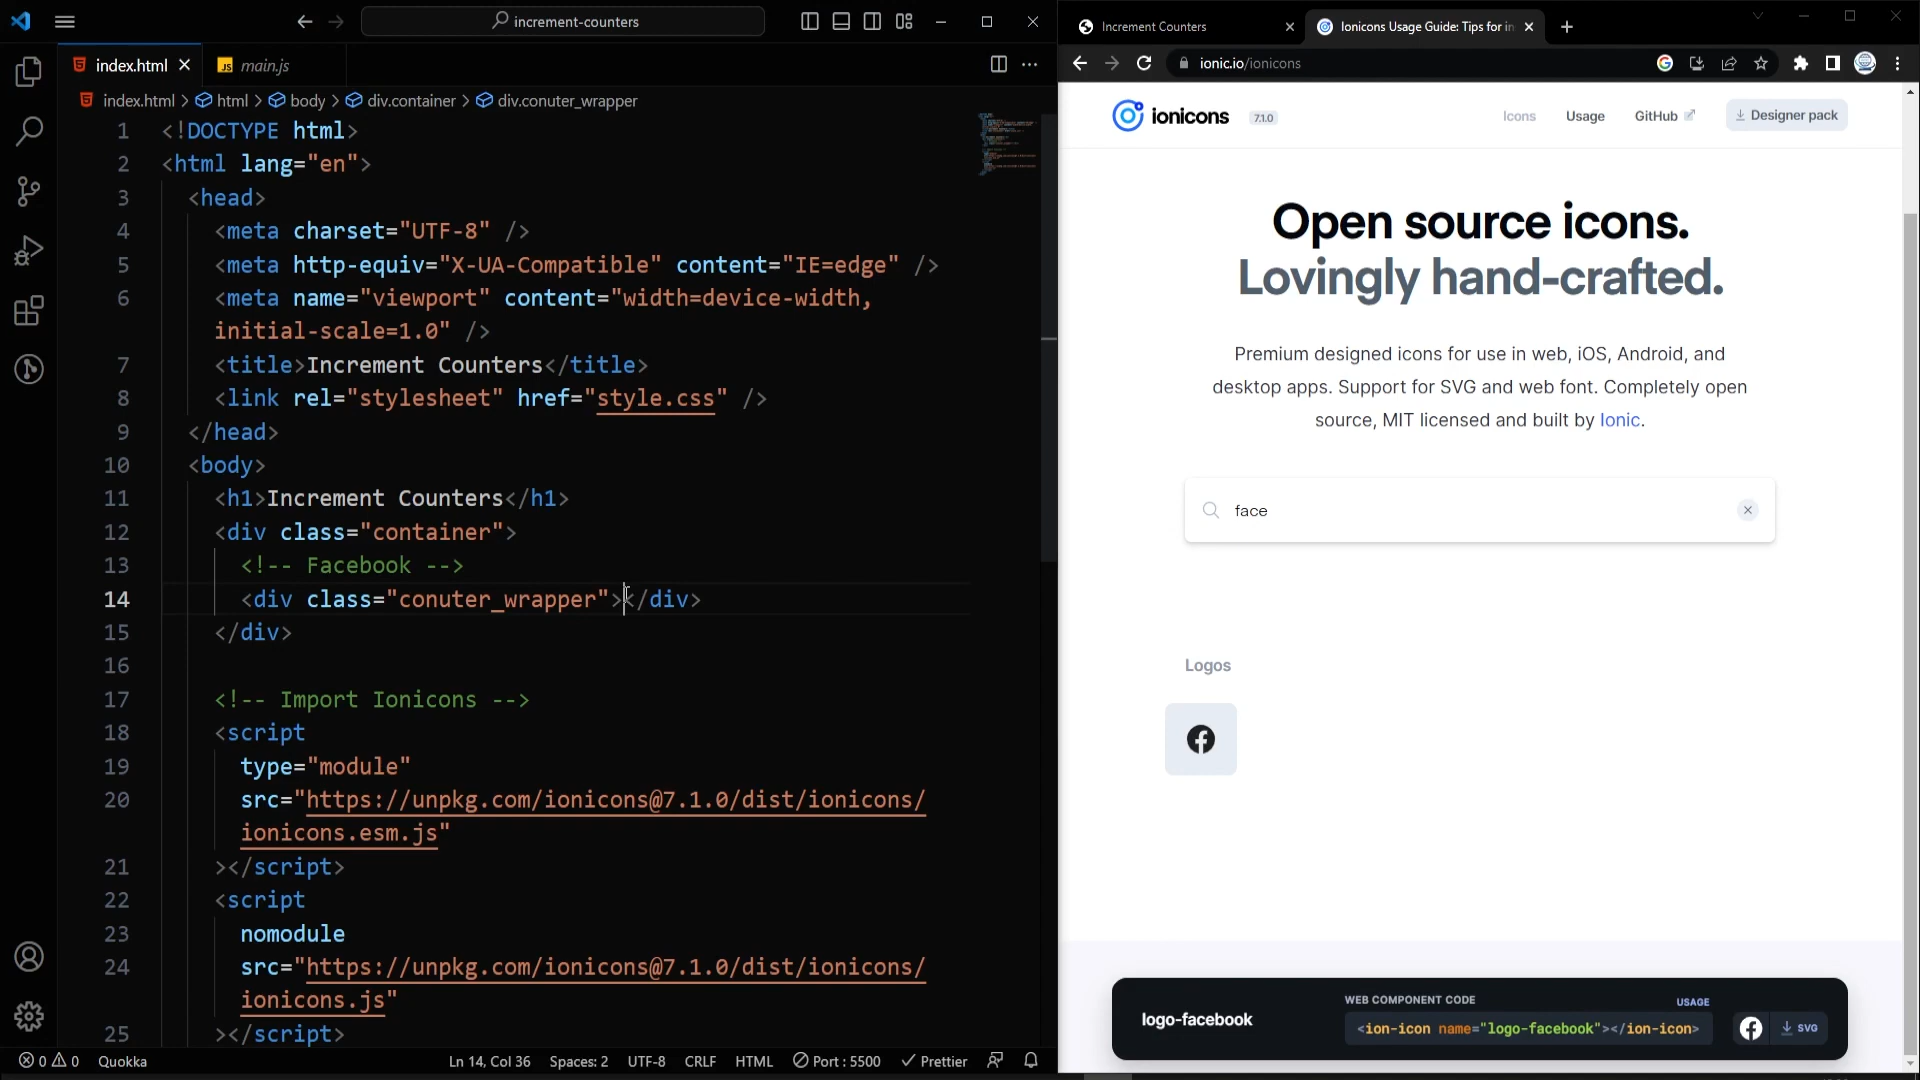 increment-counters
index.html
main.js
index.html > html > body > div.container > div.conuter_wrapper
1 <!DOCTYPE html>
2 <html lang="en">
3 <head>
4 <meta charset="UTF-8" />
5 <meta http-equiv="X-UA-Compatible" content="IE=edge" />
6 <meta name="viewport" content="width=device-width,
initial-scale=1.0" />
7 <title>Increment Counters</title>
8 <link rel="stylesheet" href="style.css" />
9 </head>
10 <body>
11 <h1>Increment Counters</h1>
12 <div class="container">
13 <!-- Facebook -->
14 <div class="conuter_wrapper"></div>
15 </div>
16
17 <!-- Import Ionicons -->
18 <script
19 type="module"
20 src="https://unpkg.com/ionicons@7.1.0/dist/ionicons/
ionicons.esm.js"
21 ></script>
22 <script
23 nomodule
24 src="https://unpkg.com/ionicons@7.1.0/dist/ionicons/
ionicons.js"
25 ></script>
0 0 Quokka Ln 14, Col 36 Spaces: 2 UTF-8 CRLF HTML Port : 5500 Prettier
Increment Counters
Ionicons Usage Guide: Tips for in
ionic.io/ionicons
ionicons 7.1.0
Icons Usage GitHub Designer pack
Open source icons.
Lovingly hand-crafted.
Premium designed icons for use in web, iOS, Android, and
desktop apps. Support for SVG and web font. Completely open
source, MIT licensed and built by Ionic.
face
Logos
logo-facebook
WEB COMPONENT CODE USAGE
<ion-icon name="logo-facebook"></ion-icon>
SVG